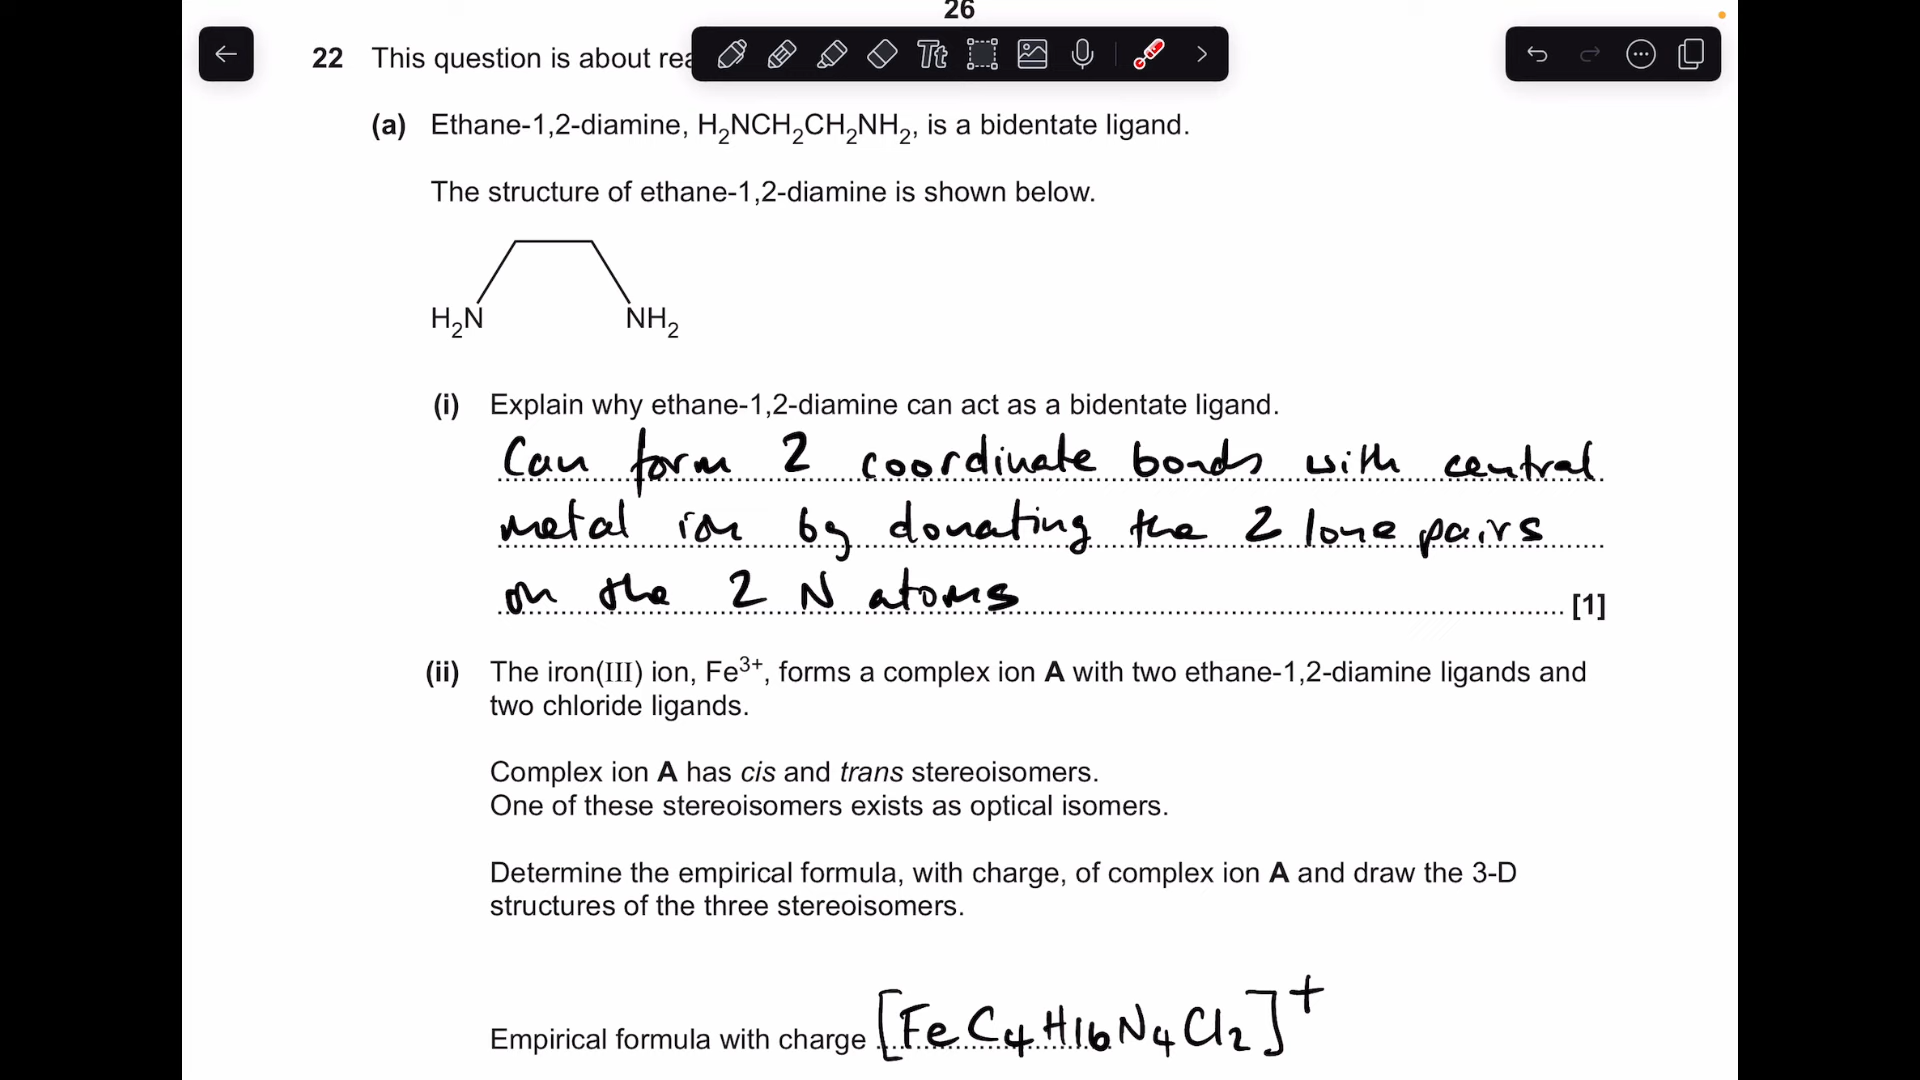 26
22 This question is about rea
Tt
(a) Ethane-1,2-diamine, H₂NCH₂CH₂NH₂, is a bidentate ligand.
The structure of ethane-1,2-diamine is shown below.
H₂N NH₂
(i) Explain why ethane-1,2-diamine can act as a bidentate ligand.
Can form 2 coordinate bonds with central
metal ion by donating the 2 lone pairs
on the 2 N atoms
[1]
(ii) The iron(III) ion, Fe³⁺, forms a complex ion A with two ethane-1,2-diamine ligands and
two chloride ligands.
Complex ion A has cis and trans stereoisomers.
One of these stereoisomers exists as optical isomers.
Determine the empirical formula, with charge, of complex ion A and draw the 3-D
structures of the three stereoisomers.
Empirical formula with charge [FeC₄H₁₆N₄Cl₂]⁺